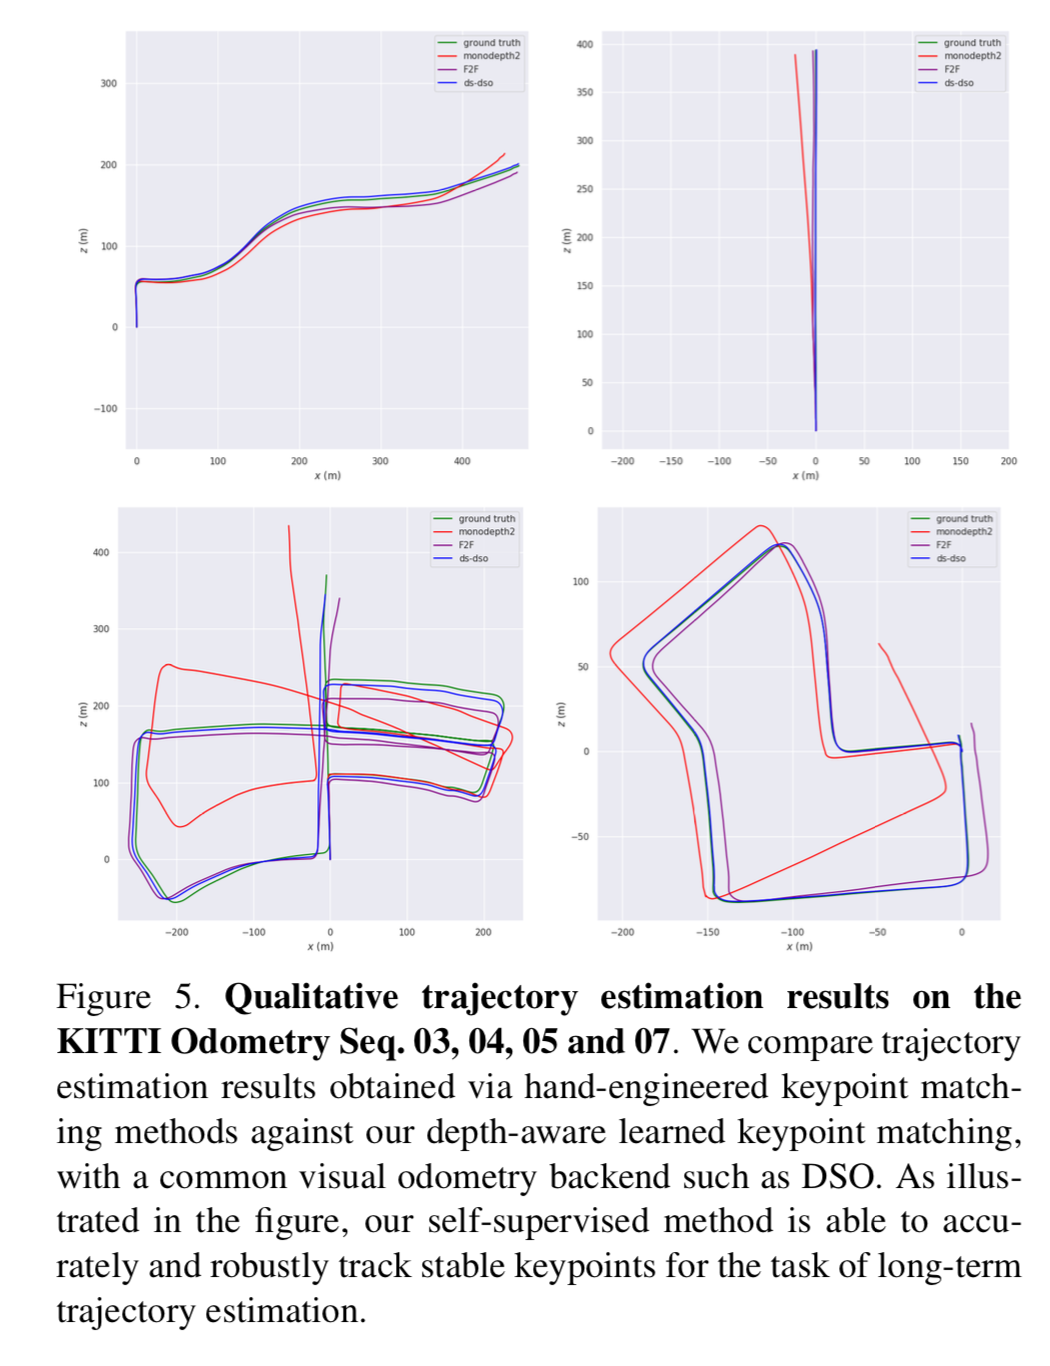 ground truth
monodepth2
F2F
ds-dso
300
200
100
0
−100
z (m)
0 100 200 300 400
x (m)
ground truth
monodepth2
F2F
ds-dso
400
350
300
250
200
150
100
50
0
z (m)
−200 −150 −100 −50 0 50 100 150 200
x (m)
ground truth
monodepth2
F2F
ds-dso
400
300
200
100
0
z (m)
−200 −100 0 100 200
x (m)
ground truth
monodepth2
F2F
ds-dso
100
50
0
−50
z (m)
−200 −150 −100 −50 0
x (m)
Figure 5. Qualitative trajectory estimation results on the
KITTI Odometry Seq. 03, 04, 05 and 07. We compare trajectory
estimation results obtained via hand-engineered keypoint match-
ing methods against our depth-aware learned keypoint matching,
with a common visual odometry backend such as DSO. As illus-
trated in the figure, our self-supervised method is able to accu-
rately and robustly track stable keypoints for the task of long-term
trajectory estimation.